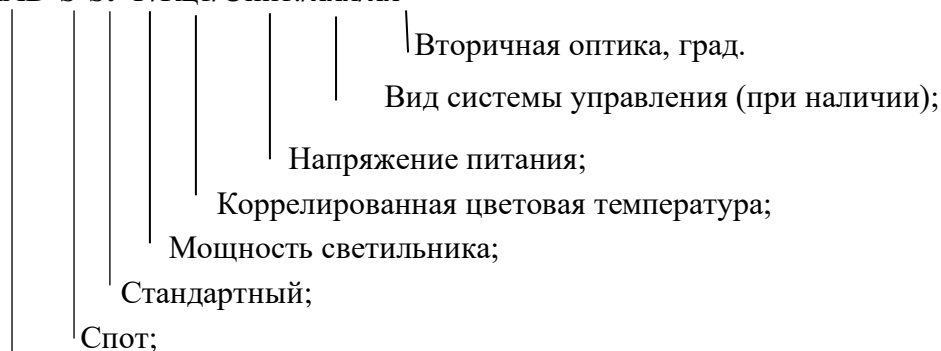 Вторичная оптика, град.
Вид системы управления (при наличии);
Напряжение питания;
Коррелированная цветовая температура;
Мощность светильника;
Стандартный;
Спот;